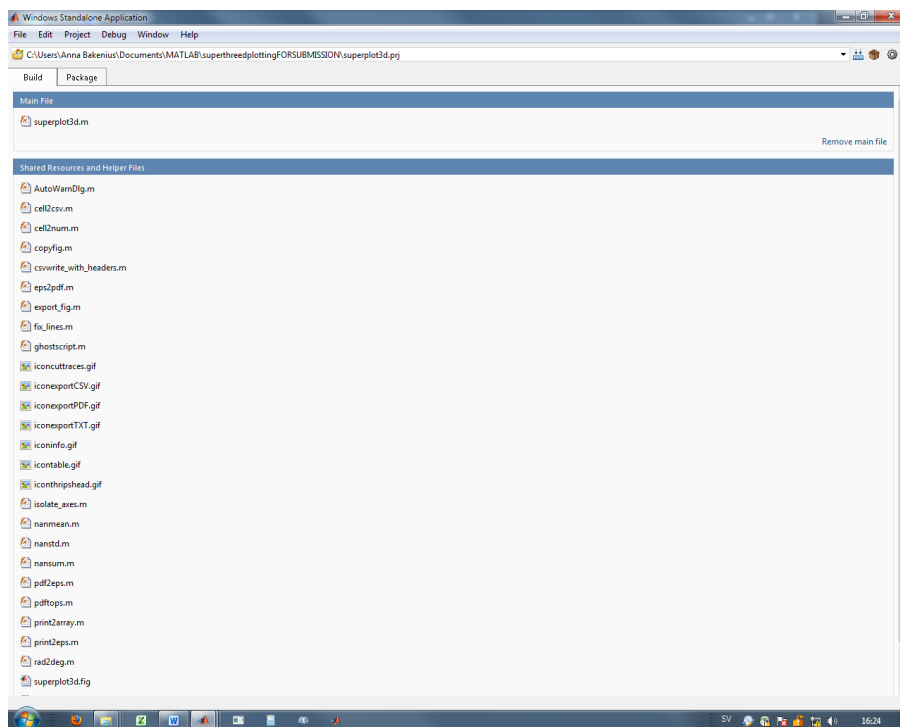 Windows Standalone Application
File Edit Project Debug Window Help
C:\Users\Anna Bakenius\Documents\MATLAB\superthreedplottingFORSUBMISSION\superplot3d.prj
Build Package
Main File
superplot3d.m
Remove main file
Shared Resources and Helper Files
AutoWarnDlg.m
cell2csv.m
cell2num.m
copyfig.m
csvwrite_with_headers.m
eps2pdf.m
export_fig.m
fix_lines.m
ghostscript.m
iconcuttraces.gif
iconexportCSV.gif
iconexportPDF.gif
iconexportTXT.gif
iconinfo.gif
icontable.gif
iconthripshead.gif
isolate_axes.m
nanmean.m
nanstd.m
nansum.m
pdf2eps.m
pdftops.m
print2array.m
print2eps.m
rad2deg.m
superplot3d.fig
SV 16:24